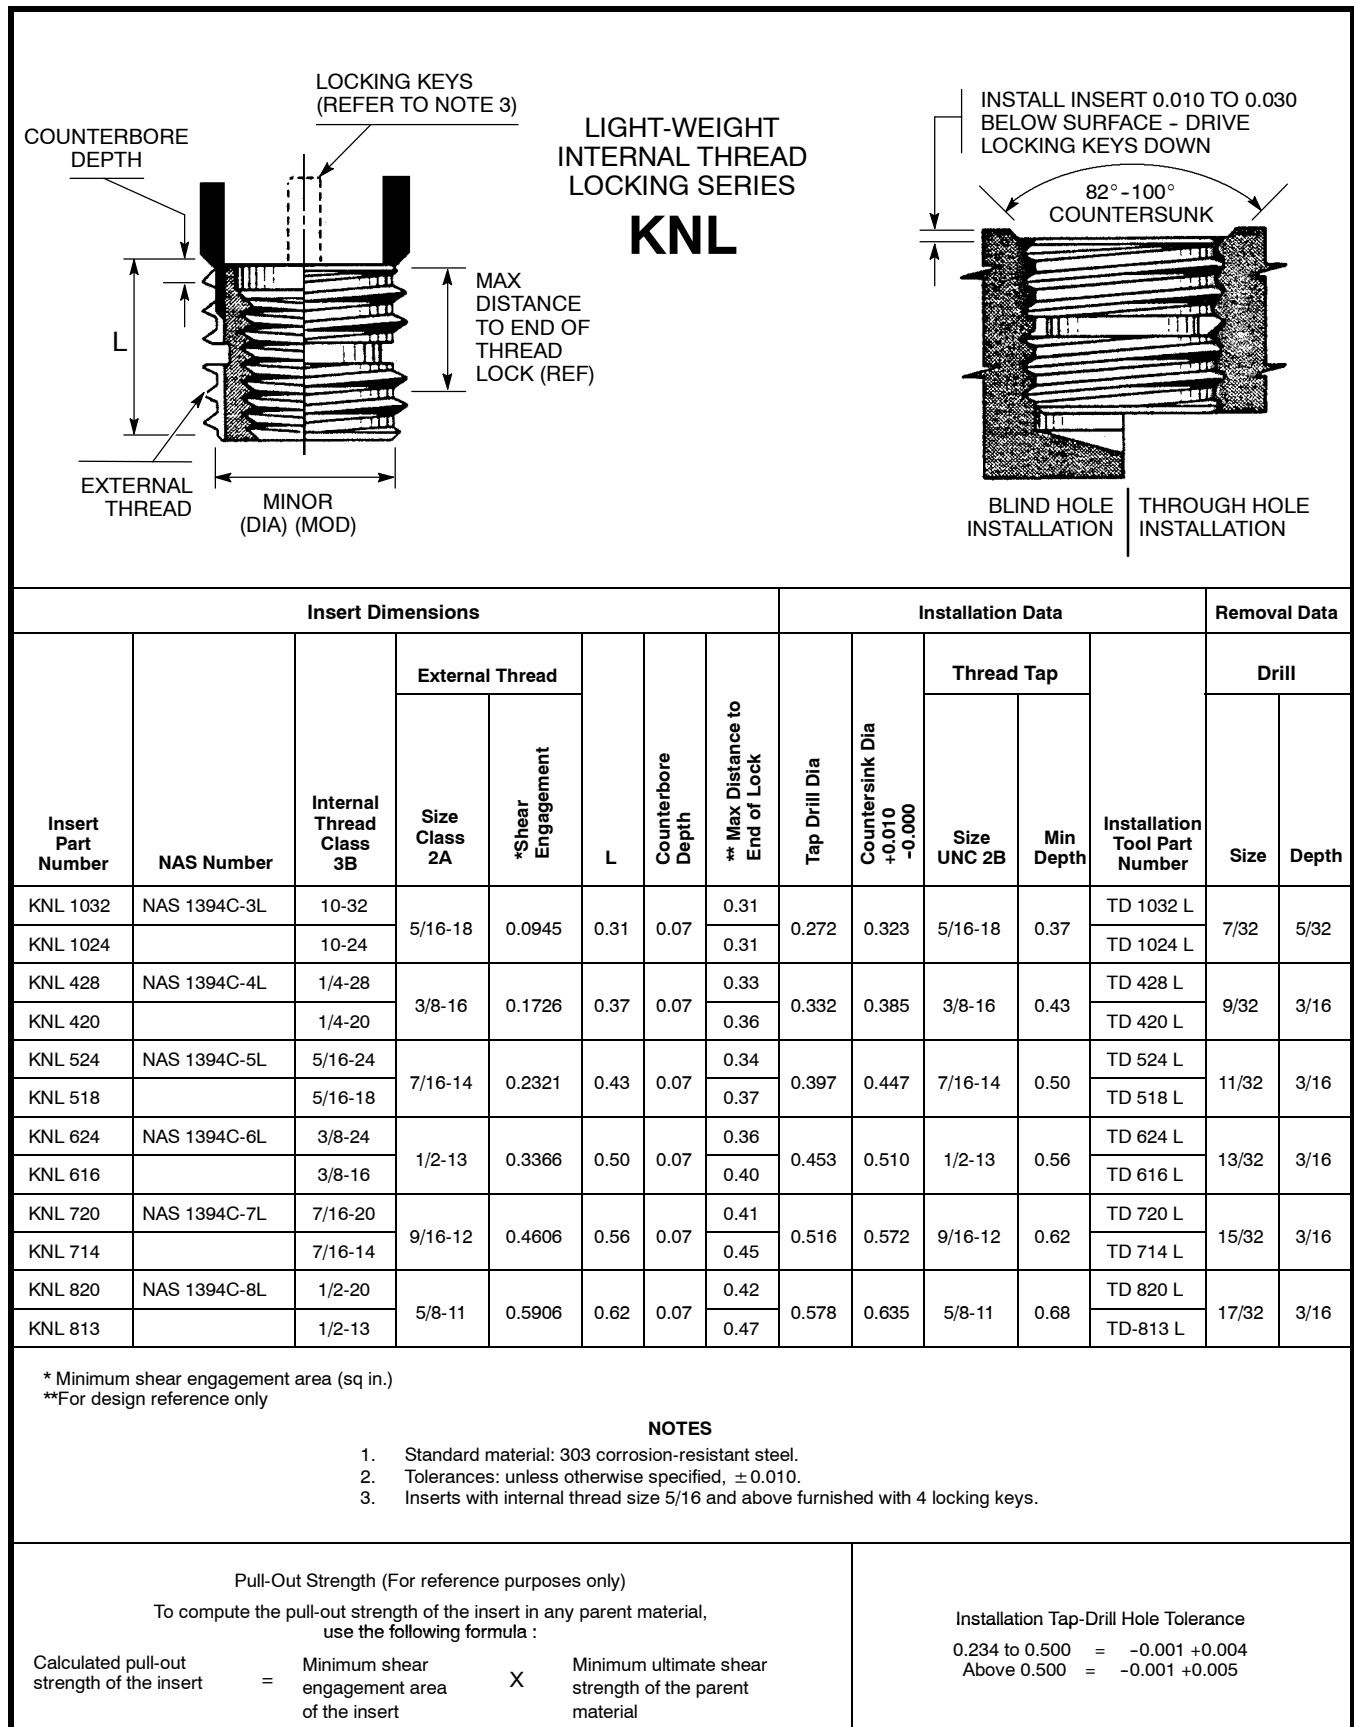 LOCKING KEYS
(REFER TO NOTE 3)
COUNTERBORE
DEPTH
LIGHT-WEIGHT
INTERNAL THREAD
LOCKING SERIES
KNL
INSTALL INSERT 0.010 TO 0.030
BELOW SURFACE - DRIVE
LOCKING KEYS DOWN
82°-100°
COUNTERSUNK
L
MAX
DISTANCE
TO END OF
THREAD
LOCK (REF)
EXTERNAL
THREAD
MINOR
(DIA) (MOD)
BLIND HOLE
INSTALLATION
THROUGH HOLE
INSTALLATION
Insert Dimensions Installation Data Removal Data
External Thread Thread Tap Drill
Insert
Part
Number
NAS Number
Internal
Thread
Class
3B
Size
Class
2A
*Shear
Engagement
L
Counterbore
Depth
** Max Distance to
End of Lock
Tap Drill Dia
Countersink Dia
+0.010
-0.000
Size
UNC 2B
Min
Depth
Installation
Tool Part
Number
Size
Depth
KNL 1032 NAS 1394C-3L 10-32 5/16-18 0.0945 0.31 0.07 0.31 0.272 0.323 5/16-18 0.37 TD 1032 L 7/32 5/32
KNL 1024 10-24 0.31 TD 1024 L
KNL 428 NAS 1394C-4L 1/4-28 3/8-16 0.1726 0.37 0.07 0.33 0.332 0.385 3/8-16 0.43 TD 428 L 9/32 3/16
KNL 420 1/4-20 0.36 TD 420 L
KNL 524 NAS 1394C-5L 5/16-24 7/16-14 0.2321 0.43 0.07 0.34 0.397 0.447 7/16-14 0.50 TD 524 L 11/32 3/16
KNL 518 5/16-18 0.37 TD 518 L
KNL 624 NAS 1394C-6L 3/8-24 1/2-13 0.3366 0.50 0.07 0.36 0.453 0.510 1/2-13 0.56 TD 624 L 13/32 3/16
KNL 616 3/8-16 0.40 TD 616 L
KNL 720 NAS 1394C-7L 7/16-20 9/16-12 0.4606 0.56 0.07 0.41 0.516 0.572 9/16-12 0.62 TD 720 L 15/32 3/16
KNL 714 7/16-14 0.45 TD 714 L
KNL 820 NAS 1394C-8L 1/2-20 5/8-11 0.5906 0.62 0.07 0.42 0.578 0.635 5/8-11 0.68 TD 820 L 17/32 3/16
KNL 813 1/2-13 0.47 TD-813 L
* Minimum shear engagement area (sq in.)
**For design reference only
NOTES
1. Standard material: 303 corrosion-resistant steel.
2. Tolerances: unless otherwise specified, ±0.010.
3. Inserts with internal thread size 5/16 and above furnished with 4 locking keys.
Pull-Out Strength (For reference purposes only)
To compute the pull-out strength of the insert in any parent material,
use the following formula :
Calculated pull-out
strength of the insert
=
Minimum shear
engagement area
of the insert
X
Minimum ultimate shear
strength of the parent
material
Installation Tap-Drill Hole Tolerance
0.234 to 0.500 = -0.001 +0.004
Above 0.500 = -0.001 +0.005